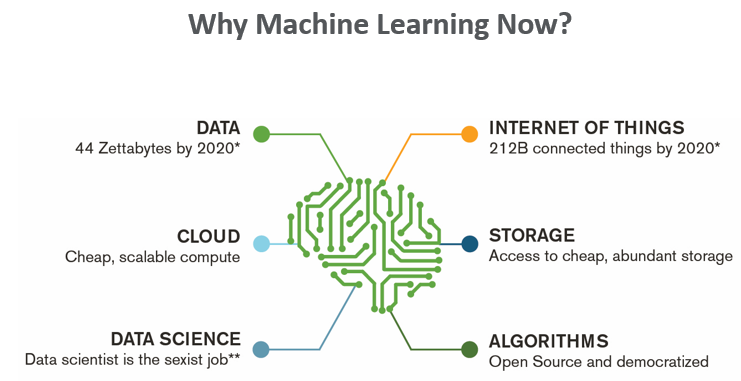 Why Machine Learning Now?
DATA
44 Zettabytes by 2020*
INTERNET OF THINGS
212B connected things by 2020*
CLOUD
Cheap, scalable compute
STORAGE
Access to cheap, abundant storage
DATA SCIENCE
Data scientist is the sexist job**
ALGORITHMS
Open Source and democratized